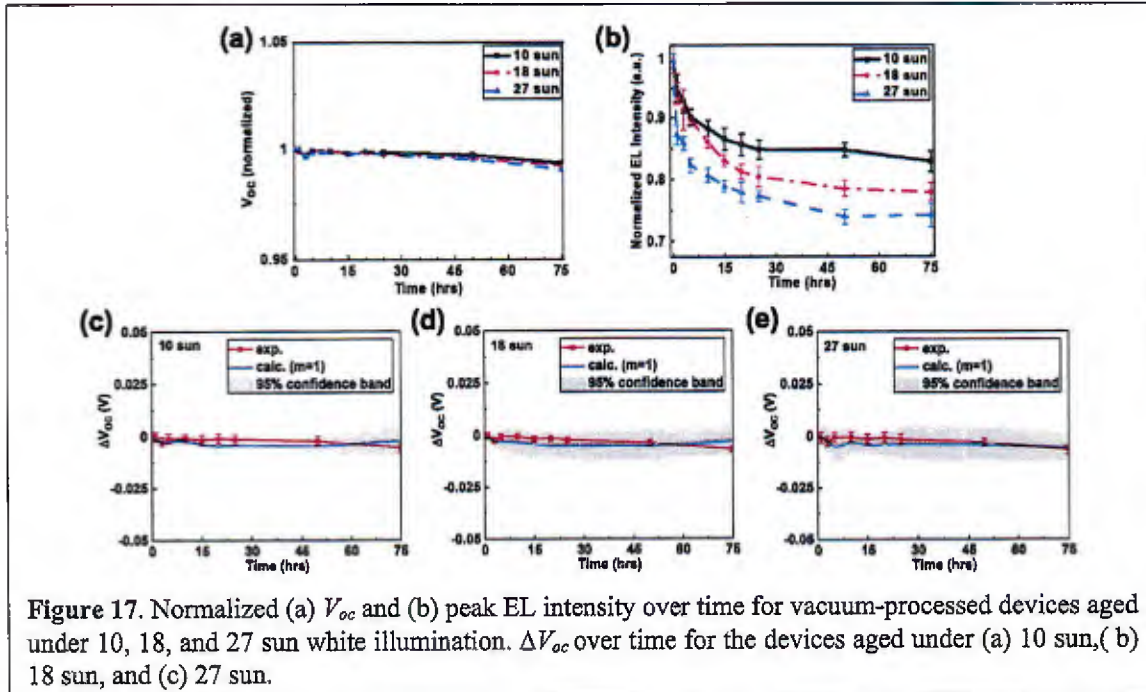 (a)
1.05
10 sun
18 sun
27 sun
V_OC (normalized)
1
0.95
0 15 30 45 60 75
Time (hrs)
(b)
10 sun
18 sun
27 sun
Normalized EL Intensity (a.u.)
1
0.9
0.8
0.7
0 15 30 45 60 75
Time (hrs)
(c)
10 sun
exp.
calc. (m=1)
95% confidence band
ΔV_OC (V)
0.05
0.025
0
-0.025
-0.05
0 15 30 45 60 75
Time (hrs)
(d)
18 sun
exp.
calc. (m=1)
95% confidence band
ΔV_OC (V)
0.05
0.025
0
-0.025
-0.05
0 15 30 45 60 75
Time (hrs)
(e)
27 sun
exp.
calc. (m=1)
95% confidence band
ΔV_OC (V)
0.05
0.025
0
-0.025
-0.05
0 15 30 45 60 75
Time (hrs)
Figure 17. Normalized (a) V_oc and (b) peak EL intensity over time for vacuum-processed devices aged
under 10, 18, and 27 sun white illumination. ΔV_oc over time for the devices aged under (a) 10 sun,( b)
18 sun, and (c) 27 sun.